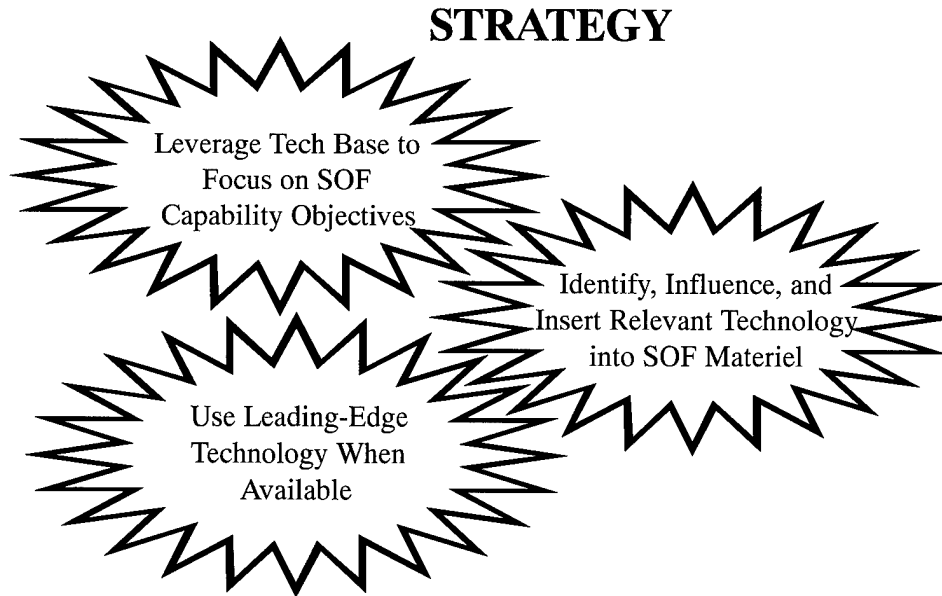 STRATEGY
Leverage Tech Base to
Focus on SOF
Capability Objectives
Identify, Influence, and
Insert Relevant Technology
into SOF Materiel
Use Leading-Edge
Technology When
Available